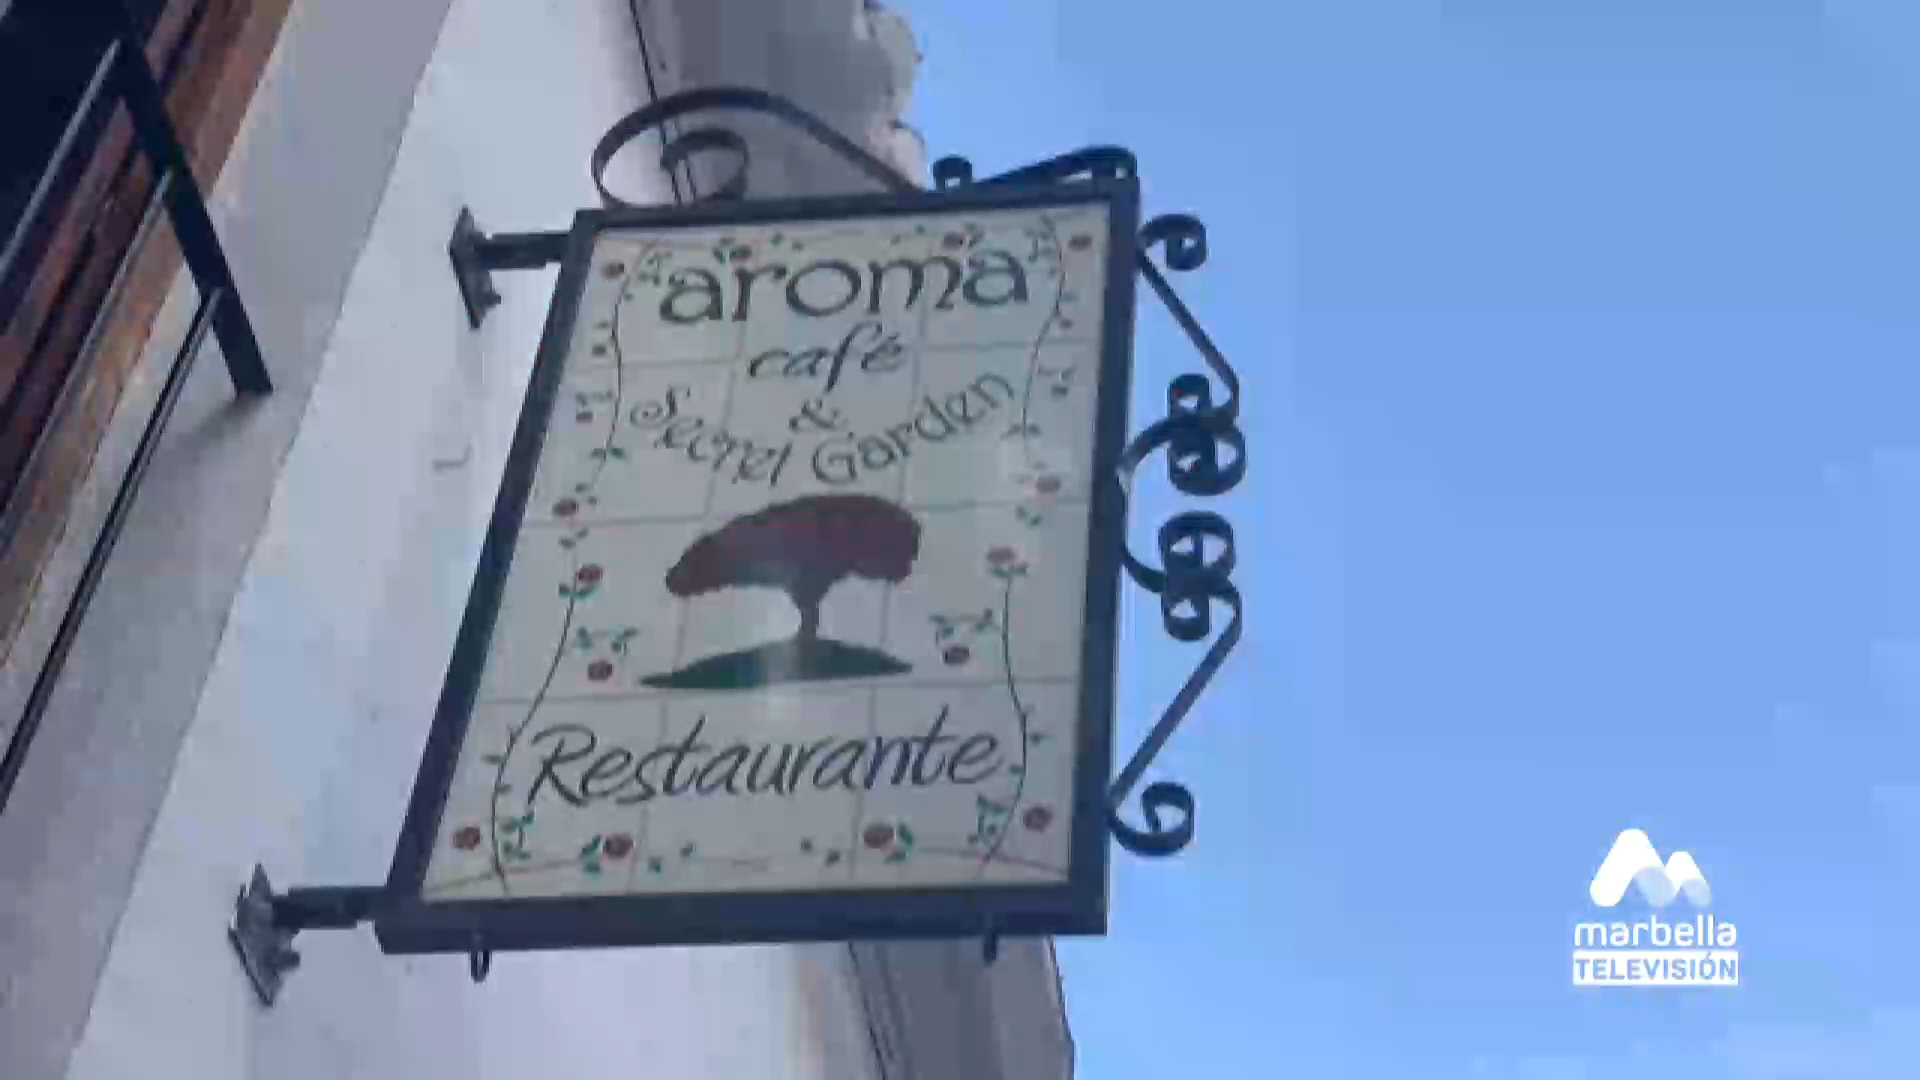 aroma
café
&
Secret Garden
Restaurante
marbella
TELEVISIÓN